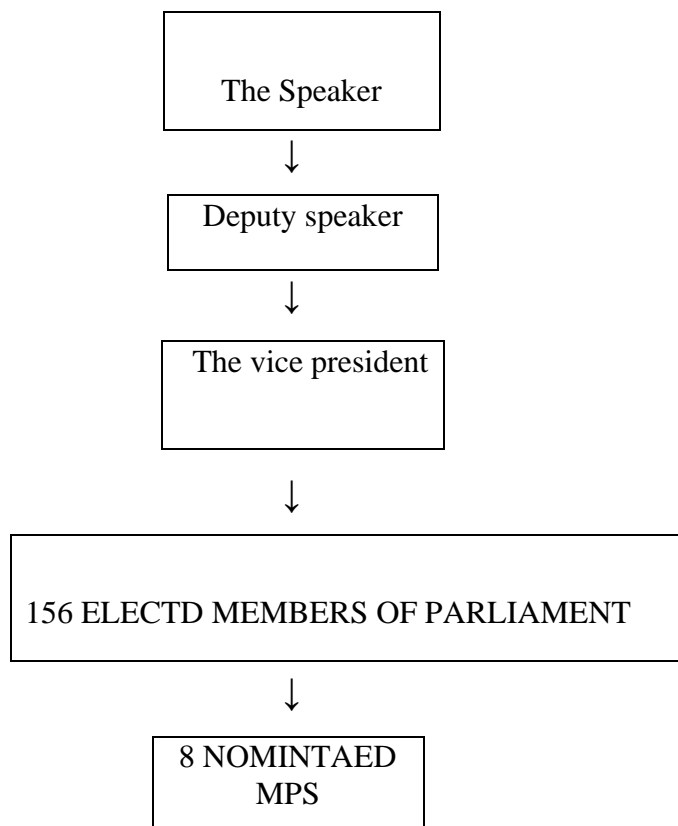 The Speaker
↓
Deputy speaker
↓
The vice president
↓
156 ELECTD MEMBERS OF PARLIAMENT
↓
8 NOMINTAED
MPS